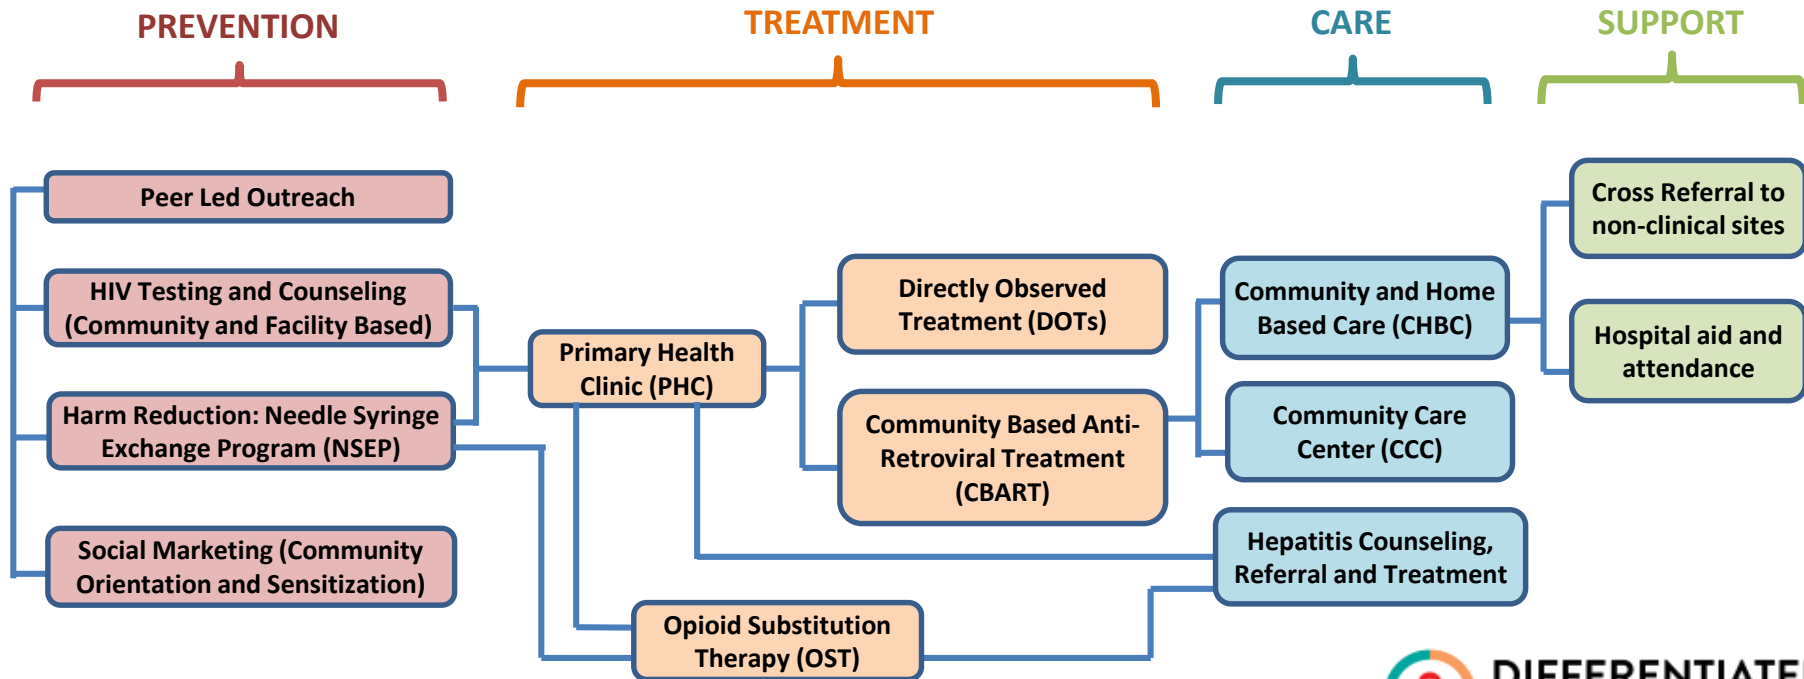 PREVENTION
TREATMENT
CARE
SUPPORT
Peer Led Outreach
HIV Testing and Counseling
(Community and Facility Based)
Harm Reduction: Needle Syringe
Exchange Program (NSEP)
Social Marketing (Community
Orientation and Sensitization)
Primary Health
Clinic (PHC)
Directly Observed
Treatment (DOTs)
Community Based Anti-
Retroviral Treatment
(CBART)
Opioid Substitution
Therapy (OST)
Community and Home
Based Care (CHBC)
Community Care
Center (CCC)
Hepatitis Counseling,
Referral and Treatment
Cross Referral to
non-clinical sites
Hospital aid and
attendance